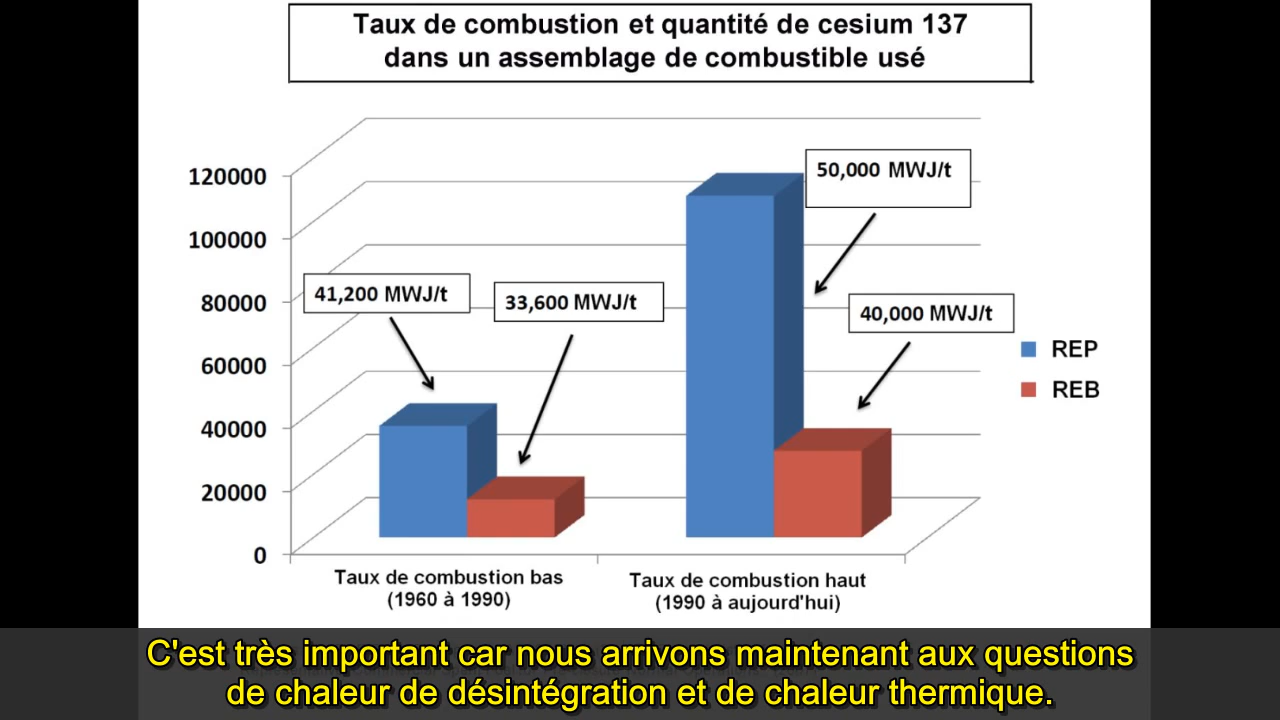 Taux de combustion et quantité de cesium 137
dans un assemblage de combustible usé
120000
100000
80000
60000
40000
20000
0
50,000 MWJ/t
41,200 MWJ/t
33,600 MWJ/t
40,000 MWJ/t
REP
REB
Taux de combustion bas
(1960 à 1990)
Taux de combustion haut
(1990 à aujourd'hui)
C'est très important car nous arrivons maintenant aux questions
de chaleur de désintégration et de chaleur thermique.